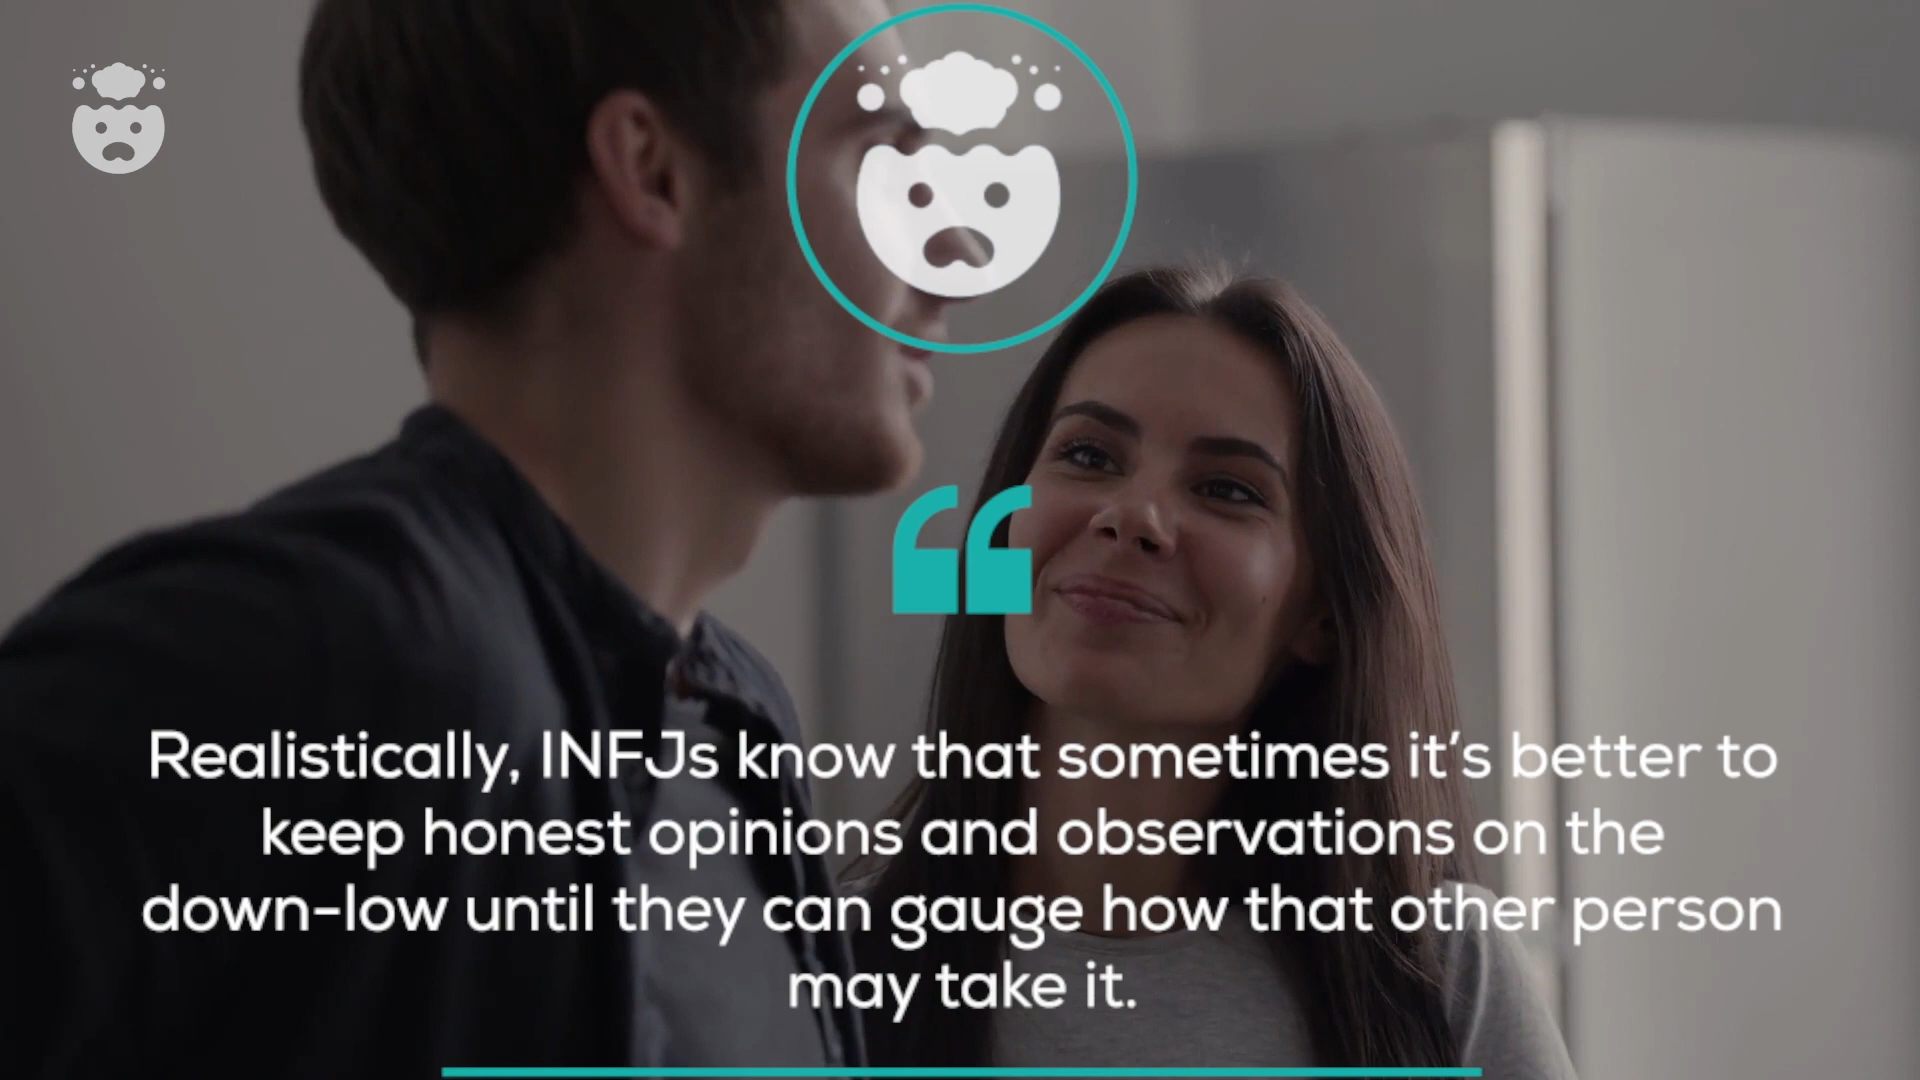 Realistically, INFJs know that sometimes it’s better to
keep honest opinions and observations on the
down-low until they can gauge how that other person
may take it.